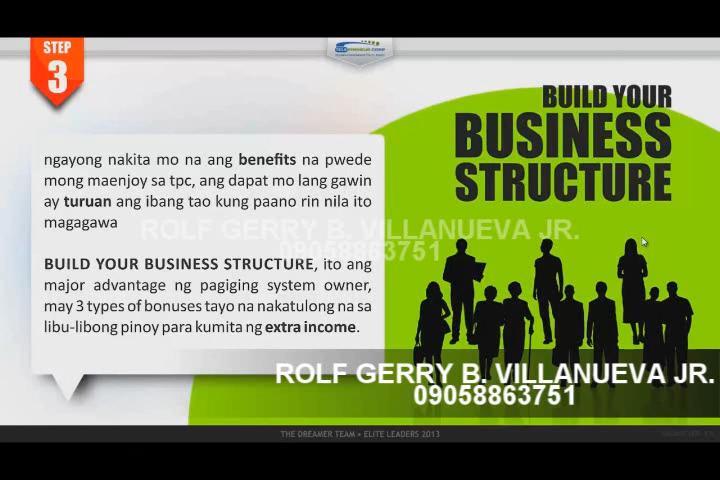 STEP
3
BUILD YOUR
BUSINESS
STRUCTURE
ngayong nakita mo na ang benefits na pwede
mong maenjoy sa tpc, ang dapat mo lang gawin
ay turuan ang ibang tao kung paano rin nila ito
magagawa
BUILD YOUR BUSINESS STRUCTURE, ito ang
major advantage ng pagiging system owner,
may 3 types of bonuses tayo na nakatulong na sa
libu-libong pinoy para kumita ng extra income.
ROLF GERRY B. VILLANUEVA JR.
09058863751
ROLF GERRY B. VILLANUEVA JR.
09058863751
THE DREAMER TEAM • ELITE LEADERS 2013